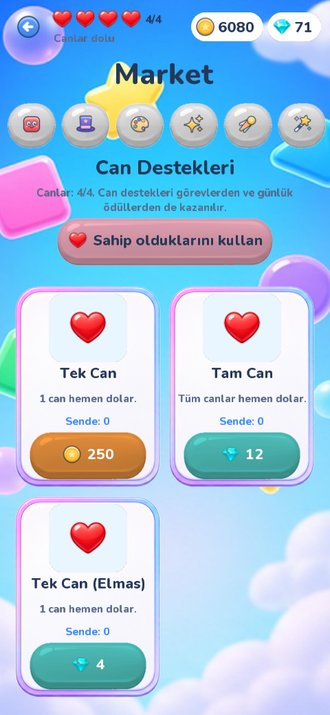 4/4
6080
71
Canlar dolu
Market
Can Destekleri
Canlar: 4/4. Can destekleri görevlerden ve günlük
ödüllerden de kazanılır.
Sahip olduklarını kullan
Tek Can
1 can hemen dolar.
Sende: 0
250
Tam Can
Tüm canlar hemen dolar.
Sende: 0
12
Tek Can (Elmas)
1 can hemen dolar.
Sende: 0
4